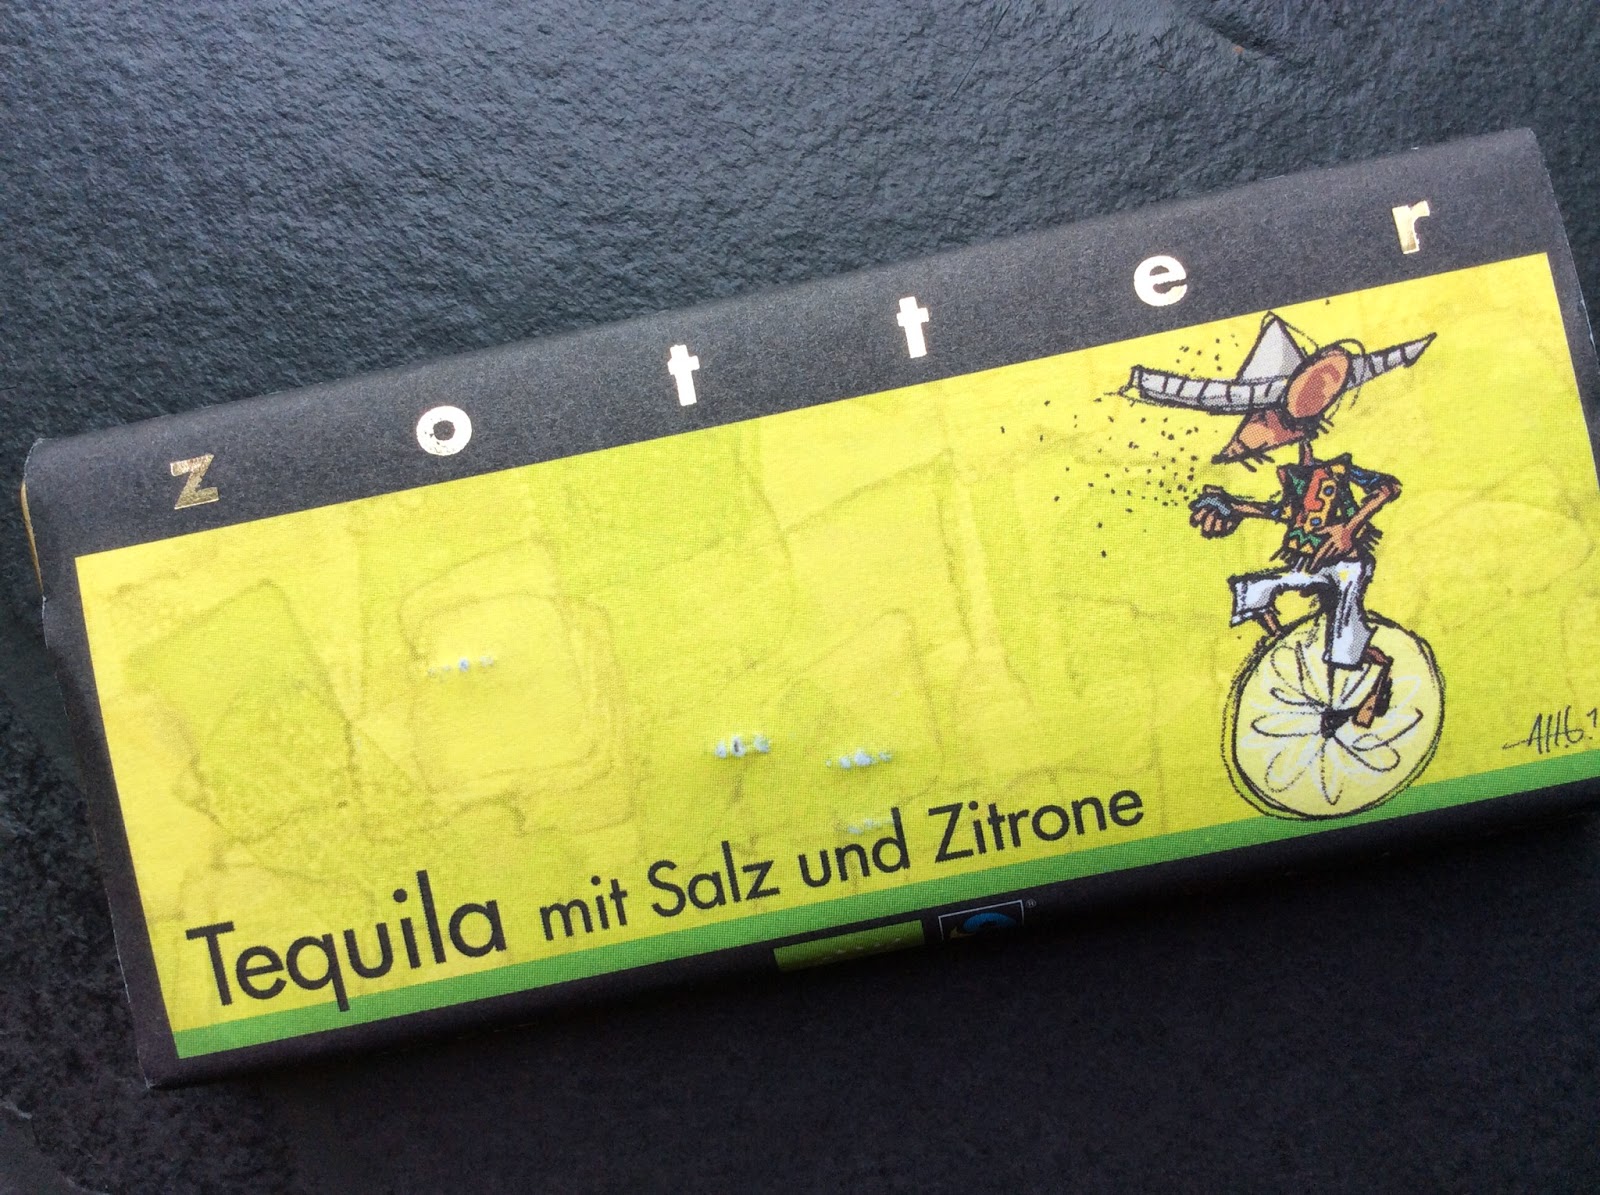 zotter
Tequila mit Salz und Zitrone